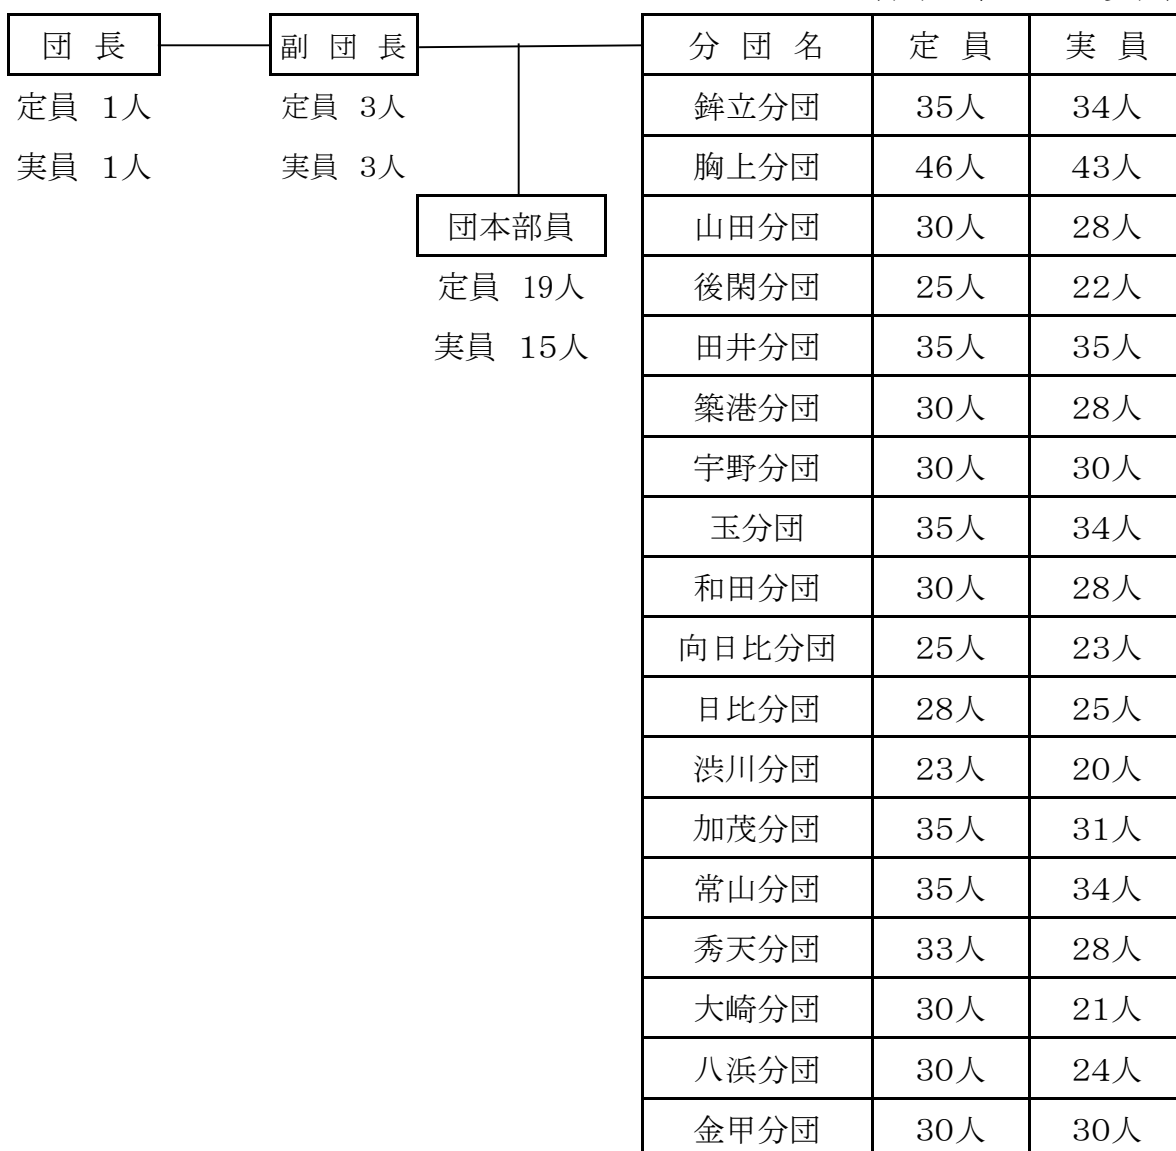 団長 副団長 分団名 定員 実員
定員 1人 定員 3人 鉾立分団 35人 34人
実員 1人 実員 3人 胸上分団 46人 43人
団本部員 山田分団 30人 28人
定員 19人 後閑分団 25人 22人
実員 15人 田井分団 35人 35人
築港分団 30人 28人
宇野分団 30人 30人
玉分団 35人 34人
和田分団 30人 28人
向日比分団 25人 23人
日比分団 28人 25人
渋川分団 23人 20人
加茂分団 35人 31人
常山分団 35人 34人
秀天分団 33人 28人
大崎分団 30人 21人
八浜分団 30人 24人
金甲分団 30人 30人